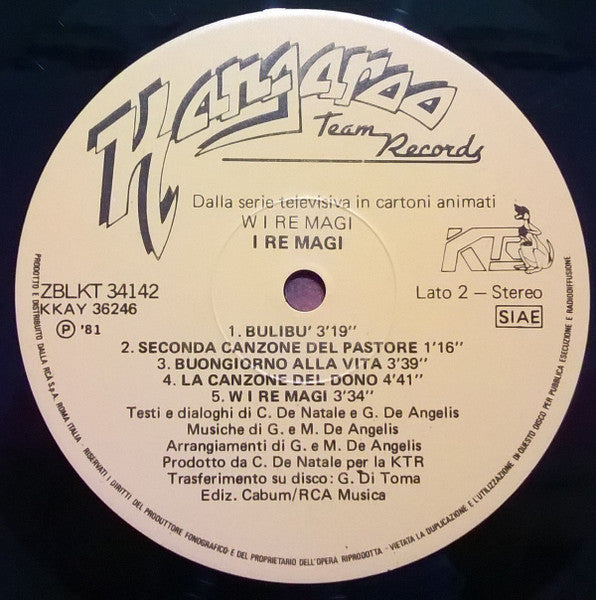 Kangaroo
Team Records
Dalla serie televisiva in cartoni animati
W I RE MAGI
I RE MAGI
KTR
ZBLKT 34142
KKAY 36246
Ⓟ '81
Lato 2 — Stereo
SIAE
1. BULIBU' 3'19''
2. SECONDA CANZONE DEL PASTORE 1'16''
3. BUONGIORNO ALLA VITA 3'39''
4. LA CANZONE DEL DONO 4'41''
5. W I RE MAGI 3'34''
Testi e dialoghi di C. De Natale e G. De Angelis
Musiche di G. e M. De Angelis
Arrangiamenti di G. e M. De Angelis
Prodotto da C. De Natale per la KTR
Trasferimento su disco: G. Di Toma
Ediz. Cabum/RCA Musica
PRODOTTO E DISTRIBUITO DALLA RCA S.p.A. ROMA ITALIA - RISERVATI I DIRITTI DEL PRODUTTORE FONOGRAFICO E DEL PROPRIETARIO DELL'OPERA RIPRODOTTA - VIETATA LA DUPLICAZIONE E L'UTILIZZAZIONE DI QUESTO DISCO PER PUBBLICA ESECUZIONE E RADIODIFFUSIONE